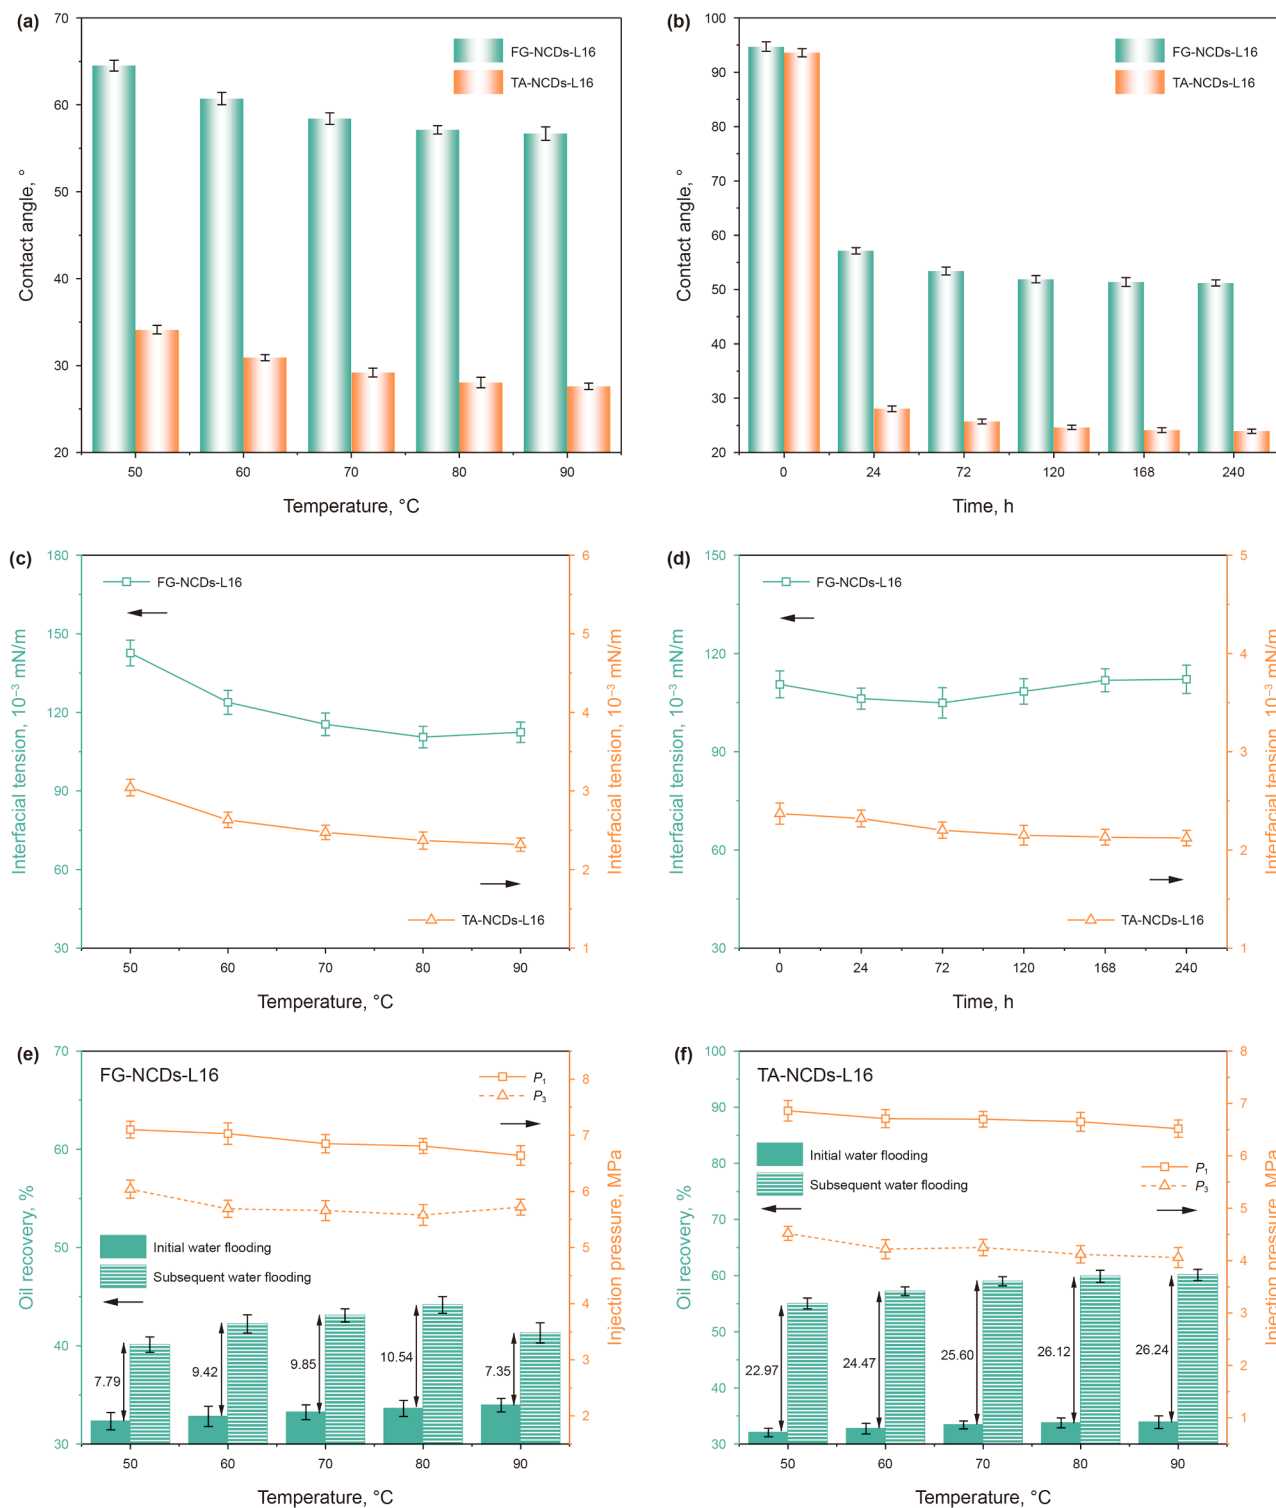 (a)
70
60
50
40
30
20
Contact angle, °
FG-NCDs-L16
TA-NCDs-L16
50 60 70 80 90
Temperature, °C
(b)
100
90
80
70
60
50
40
30
20
Contact angle, °
FG-NCDs-L16
TA-NCDs-L16
0 24 72 120 168 240
Time, h
(c)
180
150
120
90
60
30
Interfacial tension, 10⁻³ mN/m
FG-NCDs-L16
TA-NCDs-L16
6
5
4
3
2
1
Interfacial tension, 10⁻³ mN/m
50 60 70 80 90
Temperature, °C
(d)
150
120
90
60
30
Interfacial tension, 10⁻³ mN/m
FG-NCDs-L16
TA-NCDs-L16
5
4
3
2
1
Interfacial tension, 10⁻³ mN/m
0 24 72 120 168 240
Time, h
(e)
70
60
50
40
30
Oil recovery, %
FG-NCDs-L16
P₁
P₃
Initial water flooding
Subsequent water flooding
7.79
9.42
9.85
10.54
7.35
8
7
6
5
4
3
2
Injection pressure, MPa
50 60 70 80 90
Temperature, °C
(f)
100
90
80
70
60
50
40
30
Oil recovery, %
TA-NCDs-L16
Initial water flooding
Subsequent water flooding
P₁
P₃
22.97
24.47
25.60
26.12
26.24
8
7
6
5
4
3
2
1
Injection pressure, MPa
50 60 70 80 90
Temperature, °C